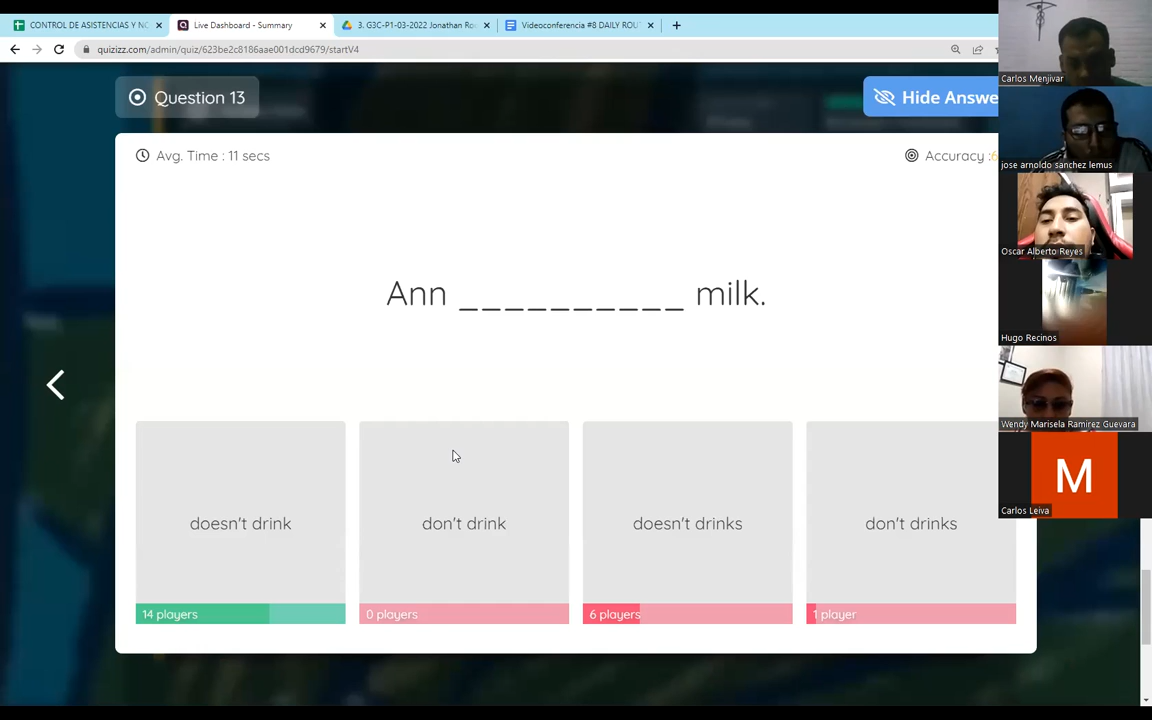 CONTROL DE ASISTENCIAS Y NO
Live Dashboard - Summary
3. G3C-P1-03-2022 Jonathan Ro
Videoconferencia #8 DAILY ROUT
quizizz.com/admin/quiz/623be2c8186aae001dcd9679/startV4
Question 13
Hide Answe
Avg. Time : 11 secs
Accuracy :6
Ann __________ milk.
doesn't drink
don't drink
doesn't drinks
don't drinks
14 players
0 players
6 players
1 player
Carlos Menjivar
jose arnoldo sanchez lemus
Oscar Alberto Reyes
Hugo Recinos
Wendy Marisela Ramirez Guevara
M
Carlos Leiva